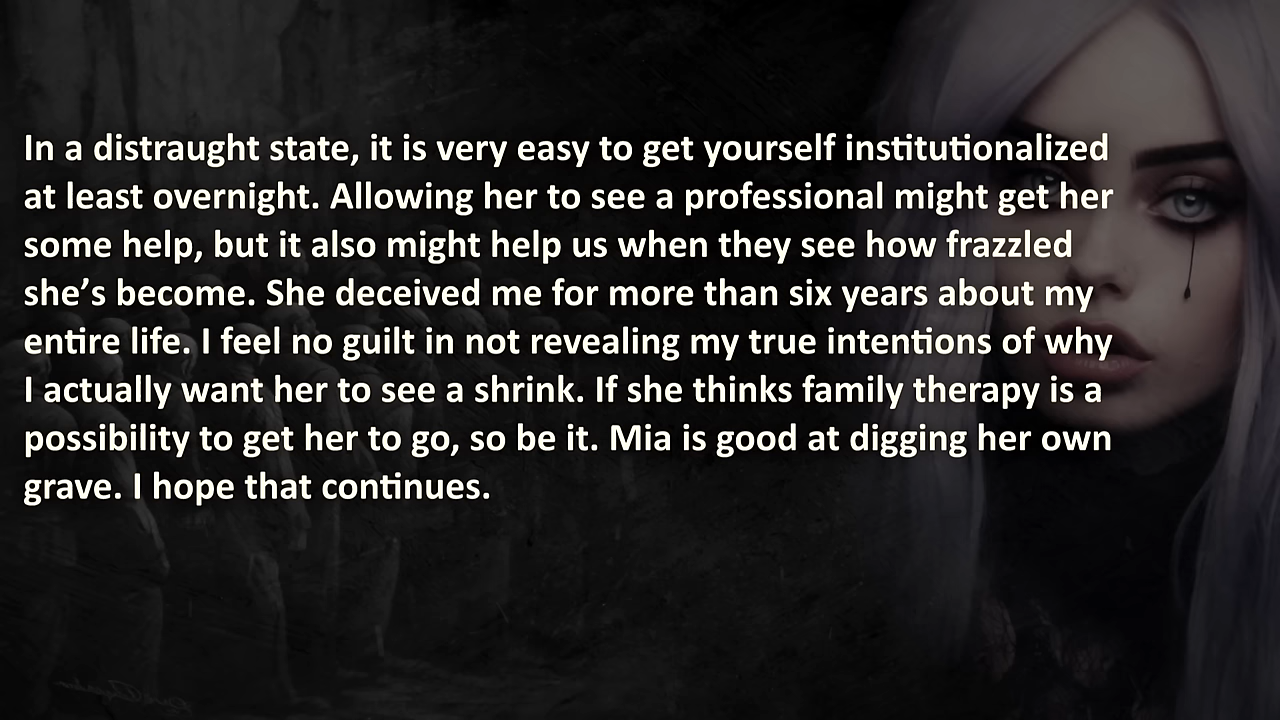 In a distraught state, it is very easy to get yourself institutionalized
at least overnight. Allowing her to see a professional might get her
some help, but it also might help us when they see how frazzled
she’s become. She deceived me for more than six years about my
entire life. I feel no guilt in not revealing my true intentions of why
I actually want her to see a shrink. If she thinks family therapy is a
possibility to get her to go, so be it. Mia is good at digging her own
grave. I hope that continues.